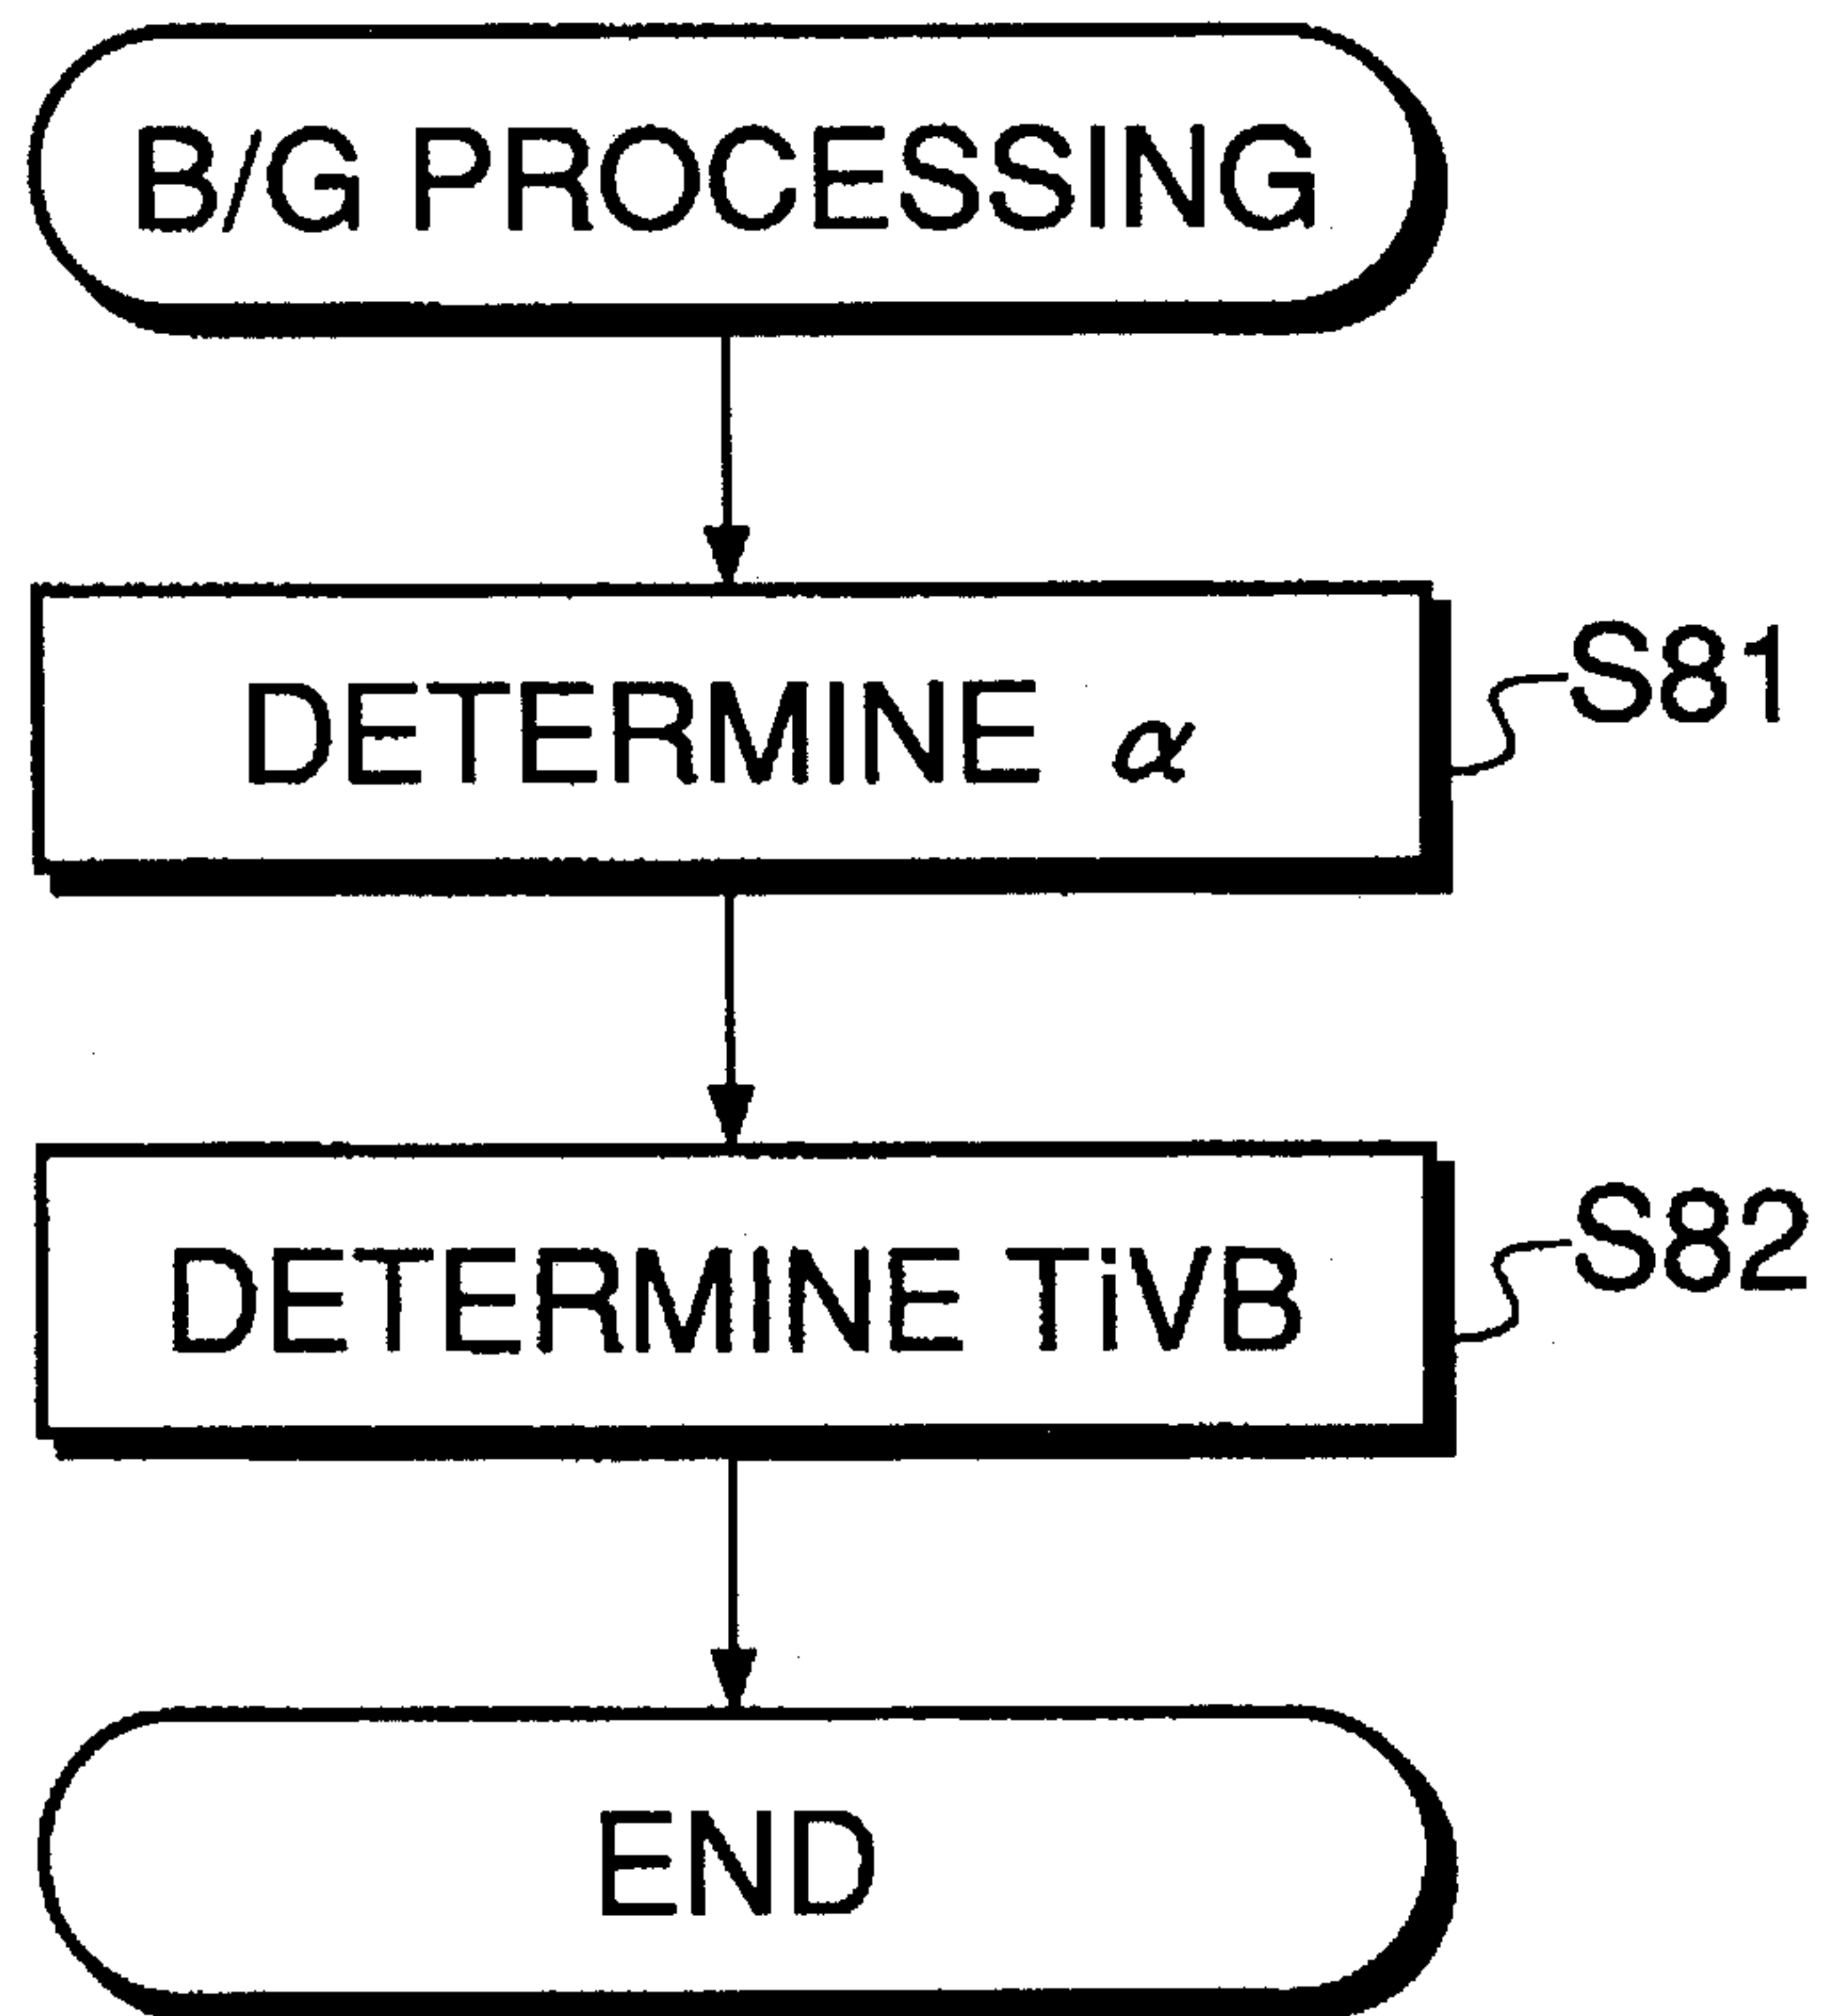 B/G PROCESSING
DETERMINE α
S81
DETERMINE TiVB
S82
END